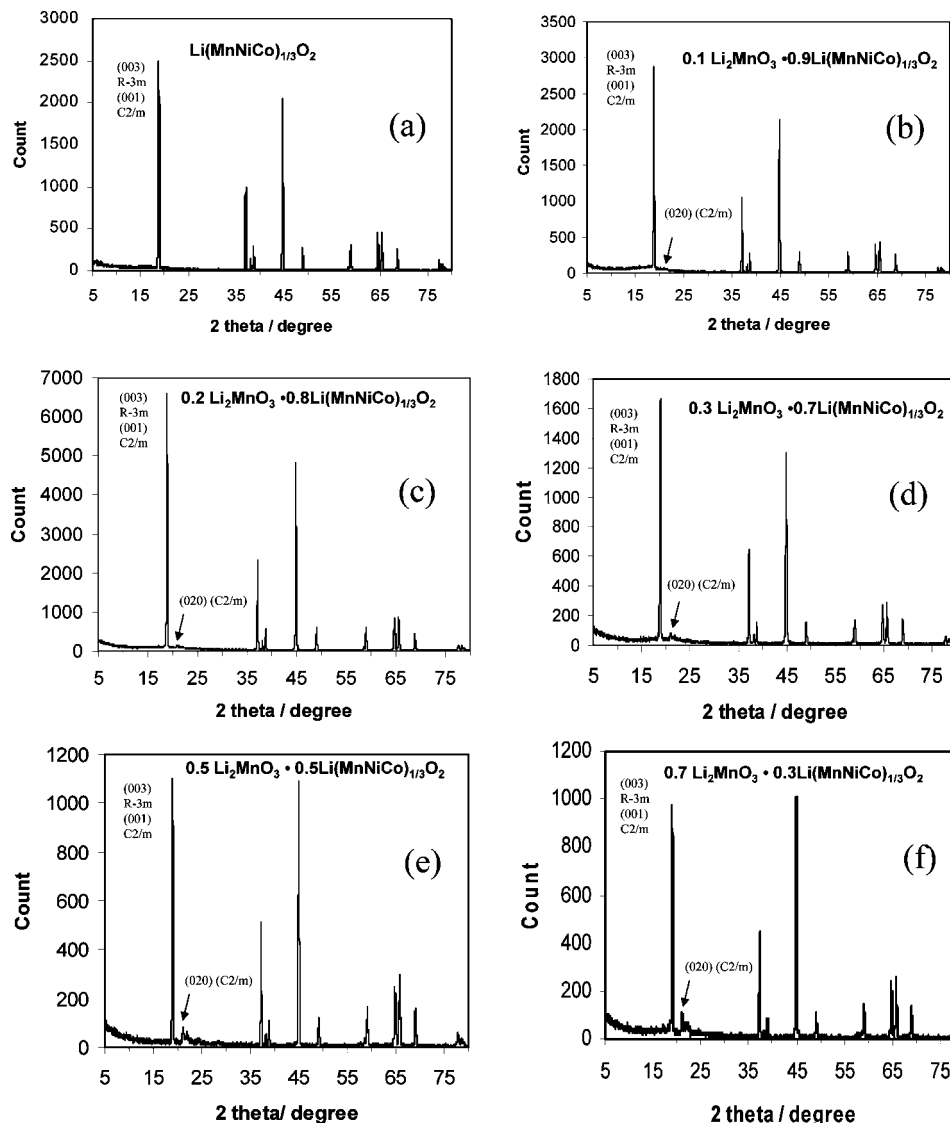 Li(MnNiCo)1/3O2
(003)
R-3m
(001)
C2/m
(a)
Count
3000
2500
2000
1500
1000
500
0
5 15 25 35 45 55 65 75
2 theta / degree
0.1 Li2MnO3 •0.9Li(MnNiCo)1/3O2
(003)
R-3m
(001)
C2/m
(b)
(020) (C2/m)
Count
3500
3000
2500
2000
1500
1000
500
0
5 15 25 35 45 55 65 75
2 theta / degree
0.2 Li2MnO3 •0.8Li(MnNiCo)1/3O2
(003)
R-3m
(001)
C2/m
(c)
(020) (C2/m)
Count
7000
6000
5000
4000
3000
2000
1000
0
5 15 25 35 45 55 65 75
2 theta / degree
0.3 Li2MnO3 •0.7Li(MnNiCo)1/3O2
(003)
R-3m
(001)
C2/m
(d)
(020) (C2/m)
Count
1800
1600
1400
1200
1000
800
600
400
200
0
5 15 25 35 45 55 65 75
2 theta / degree
0.5 Li2MnO3 • 0.5Li(MnNiCo)1/3O2
(003)
R-3m
(001)
C2/m
(e)
(020) (C2/m)
Count
1200
1000
800
600
400
200
0
5 15 25 35 45 55 65 75
2 theta/ degree
0.7 Li2MnO3 • 0.3Li(MnNiCo)1/3O2
(003)
R-3m
(001)
C2/m
(f)
(020) (C2/m)
Count
1200
1000
800
600
400
200
0
5 15 25 35 45 55 65 75
2 theta / degree